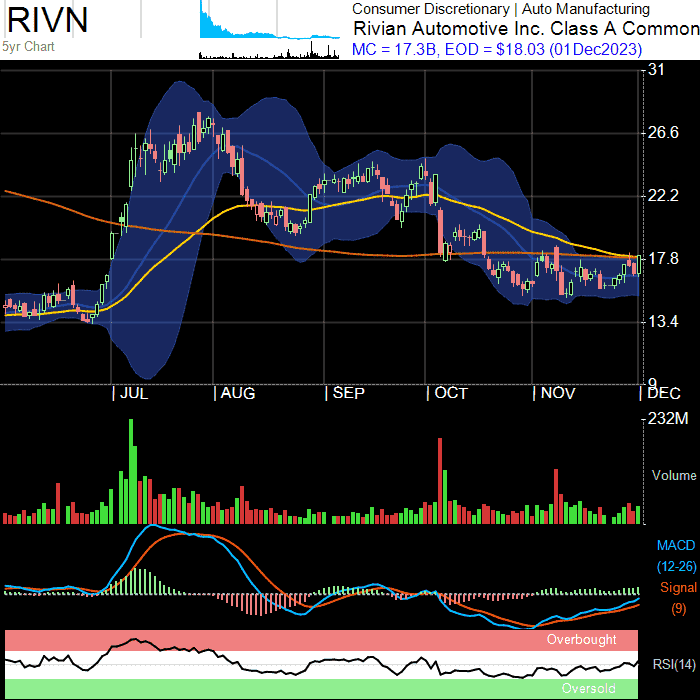 RIVN
5yr Chart
Consumer Discretionary | Auto Manufacturing
Rivian Automotive Inc. Class A Common
MC = 17.3B, EOD = $18.03 (01Dec2023)
31
26.6
22.2
17.8
13.4
9
JUL AUG SEP OCT NOV DEC
232M
Volume
MACD
(12-26)
Signal
(9)
Overbought
RSI(14)
Oversold